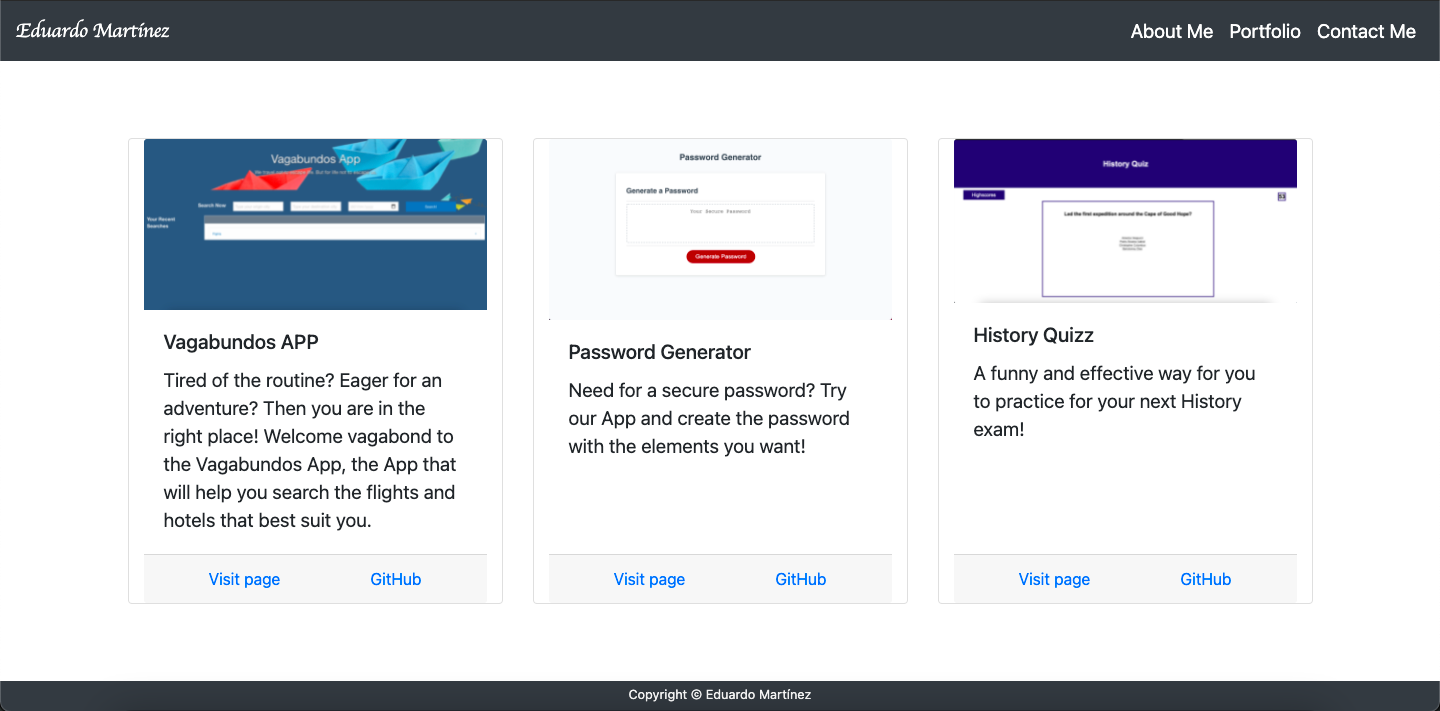 Eduardo Martínez
About Me Portfolio Contact Me
Vagabundos App
Search Now
Search
Your Recent
Searches
Vagabundos APP
Tired of the routine? Eager for an
adventure? Then you are in the
right place! Welcome vagabond to
the Vagabundos App, the App that
will help you search the flights and
hotels that best suit you.
Visit page GitHub
Password Generator
Generate a Password
Your Secure Password
Generate Password
Password Generator
Need for a secure password? Try
our App and create the password
with the elements you want!
Visit page GitHub
History Quiz
Highscores
Led the first expedition around the Cape of Good Hope?
History Quizz
A funny and effective way for you
to practice for your next History
exam!
Visit page GitHub
Copyright © Eduardo Martínez